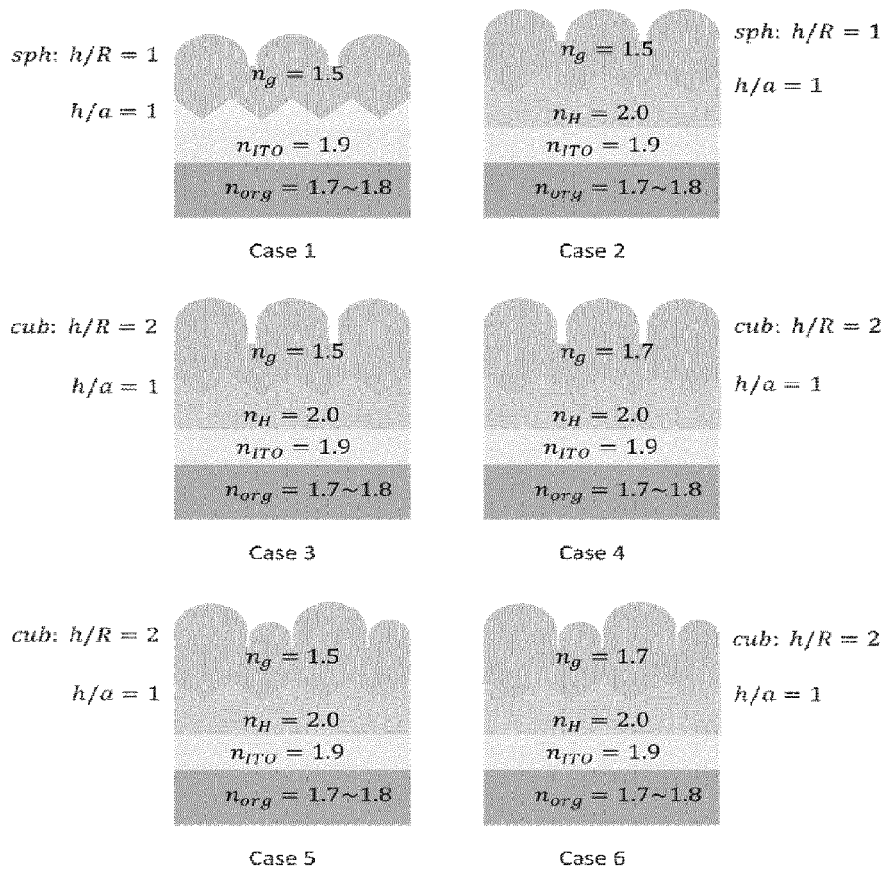 sph: h/R = 1
n_g = 1.5
h/a = 1
n_ITO = 1.9
n_org = 1.7~1.8
Case 1
sph: h/R = 1
n_g = 1.5
h/a = 1
n_H = 2.0
n_ITO = 1.9
n_org = 1.7~1.8
Case 2
cub: h/R = 2
n_g = 1.5
h/a = 1
n_H = 2.0
n_ITO = 1.9
n_org = 1.7~1.8
Case 3
cub: h/R = 2
n_g = 1.7
h/a = 1
n_H = 2.0
n_ITO = 1.9
n_org = 1.7~1.8
Case 4
cub: h/R = 2
n_g = 1.5
h/a = 1
n_H = 2.0
n_ITO = 1.9
n_org = 1.7~1.8
Case 5
cub: h/R = 2
n_g = 1.7
h/a = 1
n_H = 2.0
n_ITO = 1.9
n_org = 1.7~1.8
Case 6